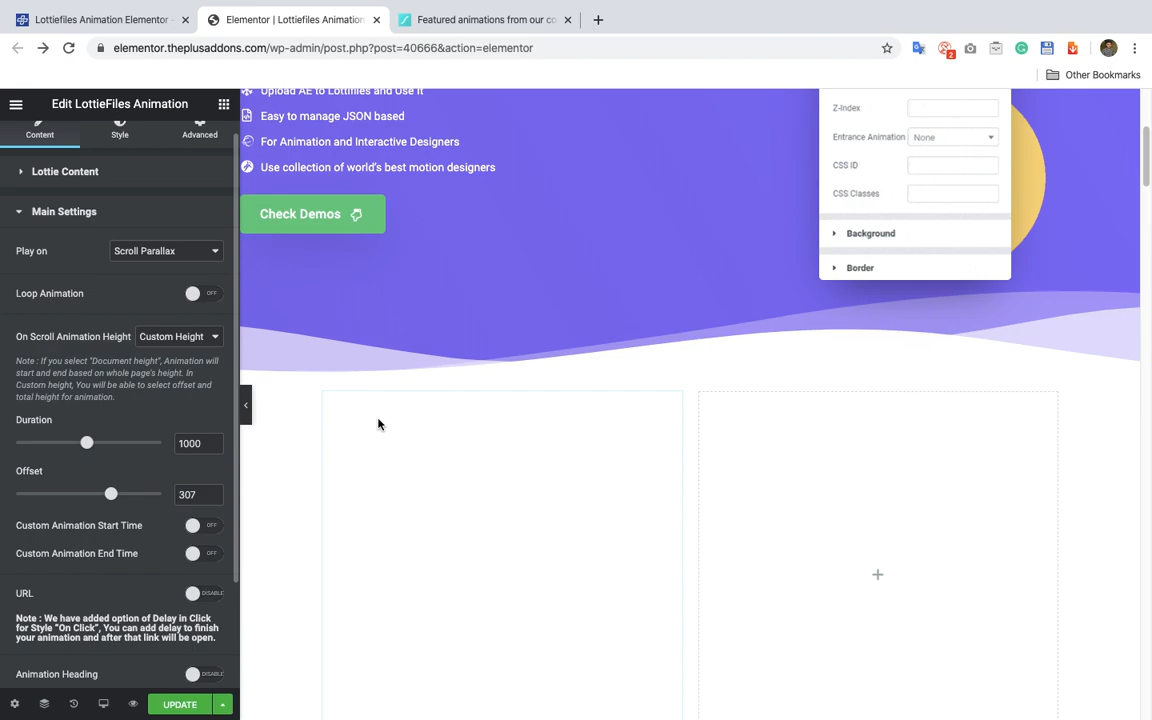 Lottiefiles Animation Elementor
Elementor | Lottiefiles Animation
Featured animations from our co
elementor.theplusaddons.com/wp-admin/post.php?post=40666&action=elementor
2
Other Bookmarks
Edit LottieFiles Animation
Content
Style
Advanced
Lottie Content
Main Settings
Play on
Scroll Parallax
Loop Animation
OFF
On Scroll Animation Height
Custom Height
Note : If you select "Document height", Animation will
start and end based on whole page's height. In
Custom height, You will be able to select offset and
total height for animation.
Duration
1000
Offset
307
Custom Animation Start Time
OFF
Custom Animation End Time
OFF
URL
DISABLE
Note : We have added option of Delay in Click
for Style "On Click", You can add delay to finish
your animation and after that link will be open.
Animation Heading
DISABLE
UPDATE
Upload AE to Lottiefiles and Use it
Easy to manage JSON based
For Animation and Interactive Designers
Use collection of world's best motion designers
Check Demos
Z-Index
Entrance Animation
None
CSS ID
CSS Classes
Background
Border